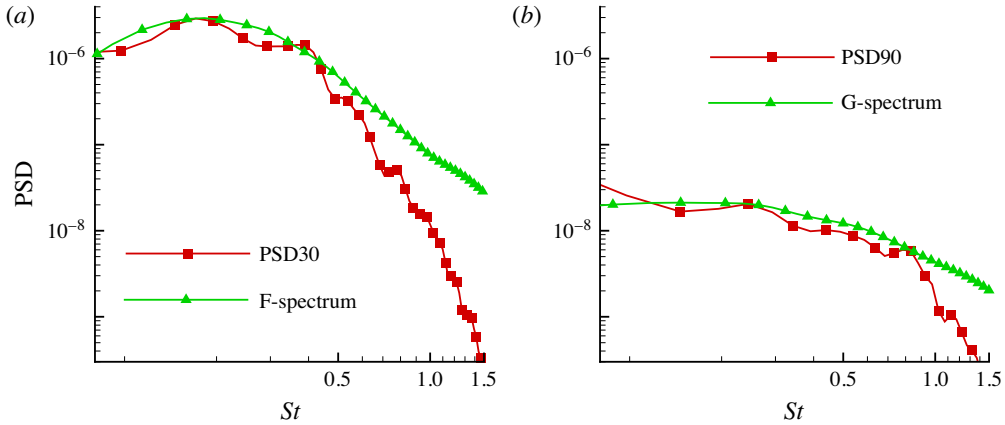 (a)
PSD
10⁻⁶
10⁻⁸
PSD30
F-spectrum
0.5 1.0 1.5
St
(b)
10⁻⁶
10⁻⁸
PSD90
G-spectrum
0.5 1.0 1.5
St